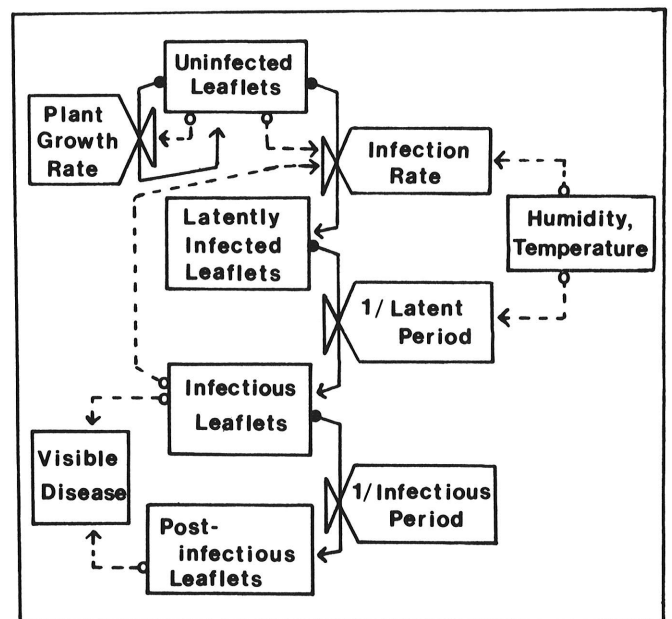 Uninfected
Leaflets
Plant
Growth
Rate
Infection
Rate
Latently
Infected
Leaflets
Humidity,
Temperature
1/Latent
Period
Infectious
Leaflets
Visible
Disease
1/Infectious
Period
Post-
infectious
Leaflets